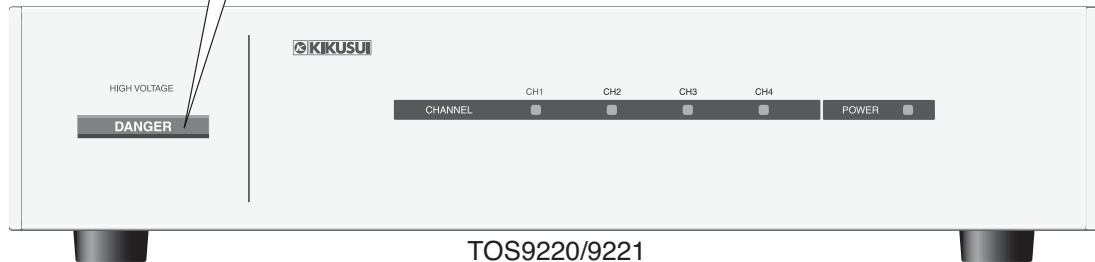 KIKUSUI
HIGH VOLTAGE
DANGER
CH1 CH2 CH3 CH4
CHANNEL POWER
TOS9220/9221